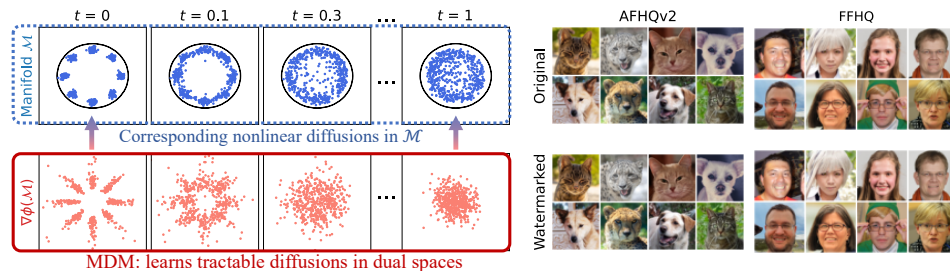 t = 0 t = 0.1 t = 0.3 ... t = 1
Manifold ℳ
...
Corresponding nonlinear diffusions in ℳ
∇ϕ(ℳ)
...
MDM: learns tractable diffusions in dual spaces
AFHQv2 FFHQ
Original
Watermarked